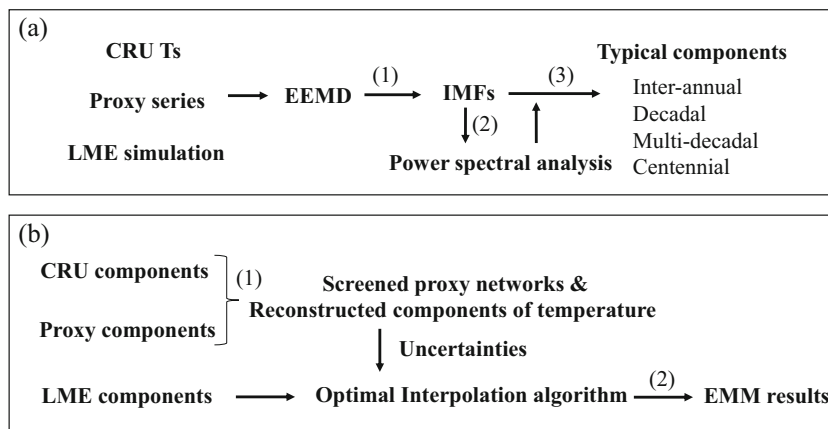 (a)
CRU Ts
Proxy series
LME simulation
EEMD
(1)
IMFs
(2)
(3)
Power spectral analysis
Typical components
Inter-annual
Decadal
Multi-decadal
Centennial
(b)
CRU components
Proxy components
(1)
Screened proxy networks &
Reconstructed components of temperature
Uncertainties
LME components
Optimal Interpolation algorithm
(2)
EMM results